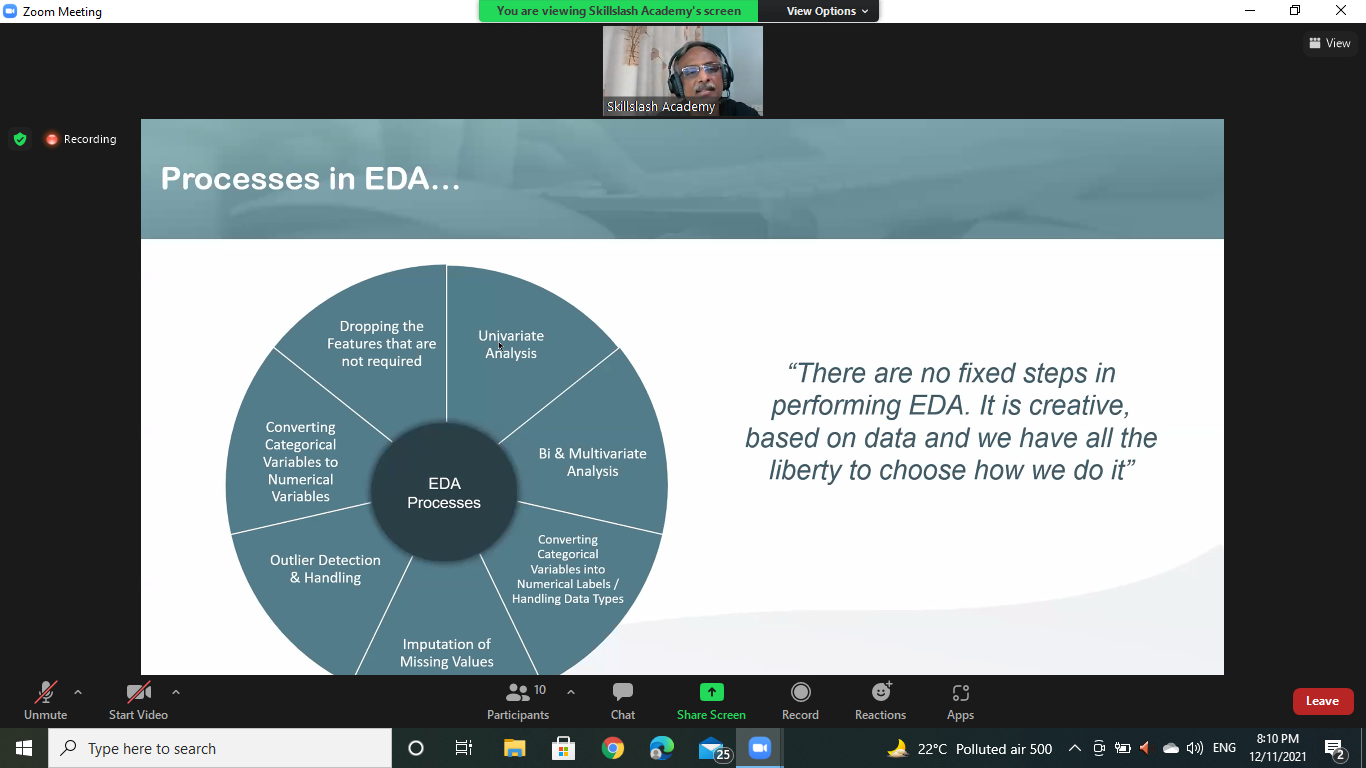 Zoom Meeting
You are viewing Skillslash Academy's screen
View Options
View
Skillslash Academy
Recording
Processes in EDA…
Dropping the
Features that are
not required
Univariate
Analysis
Converting
Categorical
Variables to
Numerical
Variables
Bi & Multivariate
Analysis
EDA
Processes
Outlier Detection
& Handling
Converting
Categorical
Variables into
Numerical Labels /
Handling Data Types
Imputation of
Missing Values
“There are no fixed steps in
performing EDA. It is creative,
based on data and we have all the
liberty to choose how we do it”
Unmute
Start Video
10
Participants
Chat
Share Screen
Record
Reactions
Apps
Leave
Type here to search
25
22°C Polluted air 500
ENG
8:10 PM
12/11/2021
2